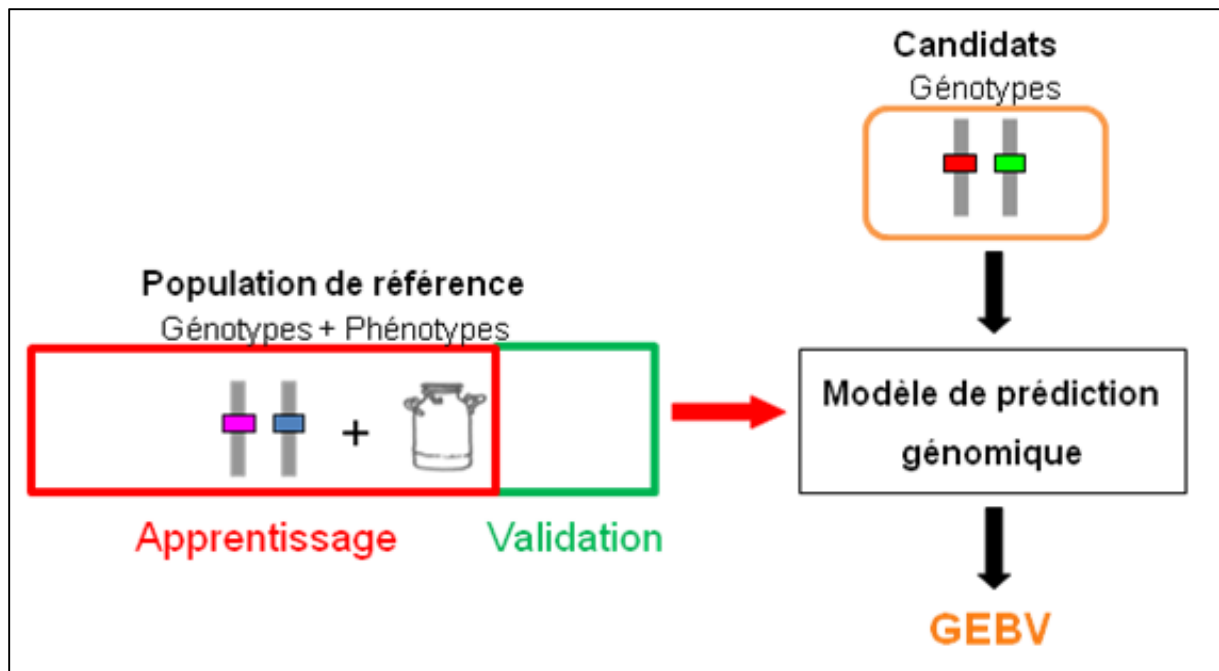 Candidats
Génotypes
Population de référence
Génotypes + Phénotypes
+
Apprentissage
Validation
Modèle de prédiction
génomique
GEBV